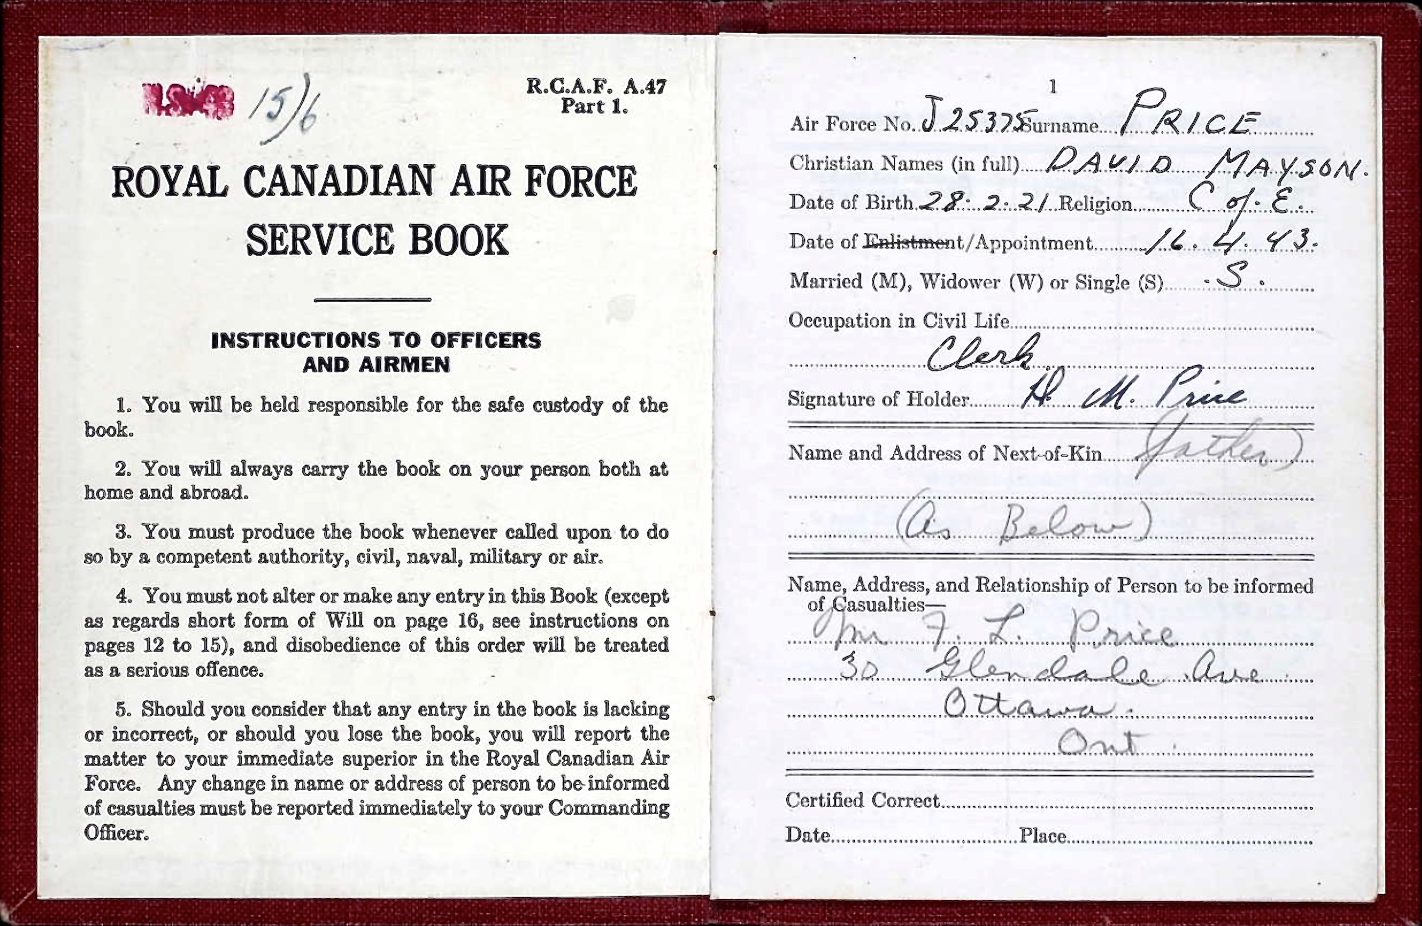 15/6
R.C.A.F. A.47
Part 1.
ROYAL CANADIAN AIR FORCE
SERVICE BOOK
INSTRUCTIONS TO OFFICERS
AND AIRMEN
1. You will be held responsible for the safe custody of the
book.
2. You will always carry the book on your person both at
home and abroad.
3. You must produce the book whenever called upon to do
so by a competent authority, civil, naval, military or air.
4. You must not alter or make any entry in this Book (except
as regards short form of Will on page 16, see instructions on
pages 12 to 15), and disobedience of this order will be treated
as a serious offence.
5. Should you consider that any entry in the book is lacking
or incorrect, or should you lose the book, you will report the
matter to your immediate superior in the Royal Canadian Air
Force. Any change in name or address of person to be informed
of casualties must be reported immediately to your Commanding
Officer.
1
Air Force No. J25375 Surname PRICE
Christian Names (in full) DAVID MAYSON.
Date of Birth 28.2.21 Religion C of. E.
Date of Enlistment/Appointment 16.4.43.
Married (M), Widower (W) or Single (S) .S.
Occupation in Civil Life
Clerk
Signature of Holder D. M. Price
Name and Address of Next-of-Kin (father)
(As Below)
Name, Address, and Relationship of Person to be informed
of Casualties—
Mr F. L. Price
30 Glendale Ave
Ottawa.
Ont.
Certified Correct
Date Place